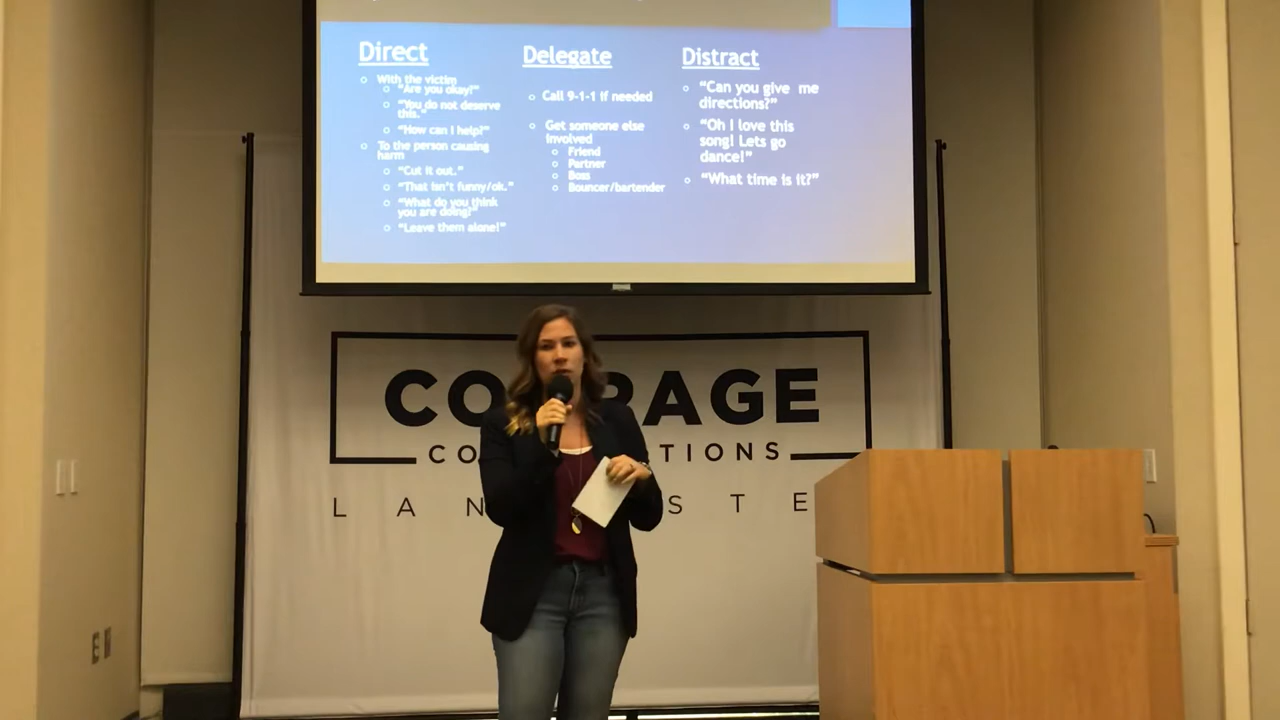 Direct
With the victim
"Are you okay?"
"You do not deserve
this."
"How can I help?"
To the person causing
harm
"Cut it out."
"That isn't funny/ok."
"What do you think
you are doing?"
"Leave them alone!"
Delegate
Call 9-1-1 if needed
Get someone else
involved
Friend
Partner
Boss
Bouncer/bartender
Distract
"Can you give me
directions?"
"Oh I love this
song! Lets go
dance!"
"What time is it?"
CO RAGE
CO TIONS
LAN STE